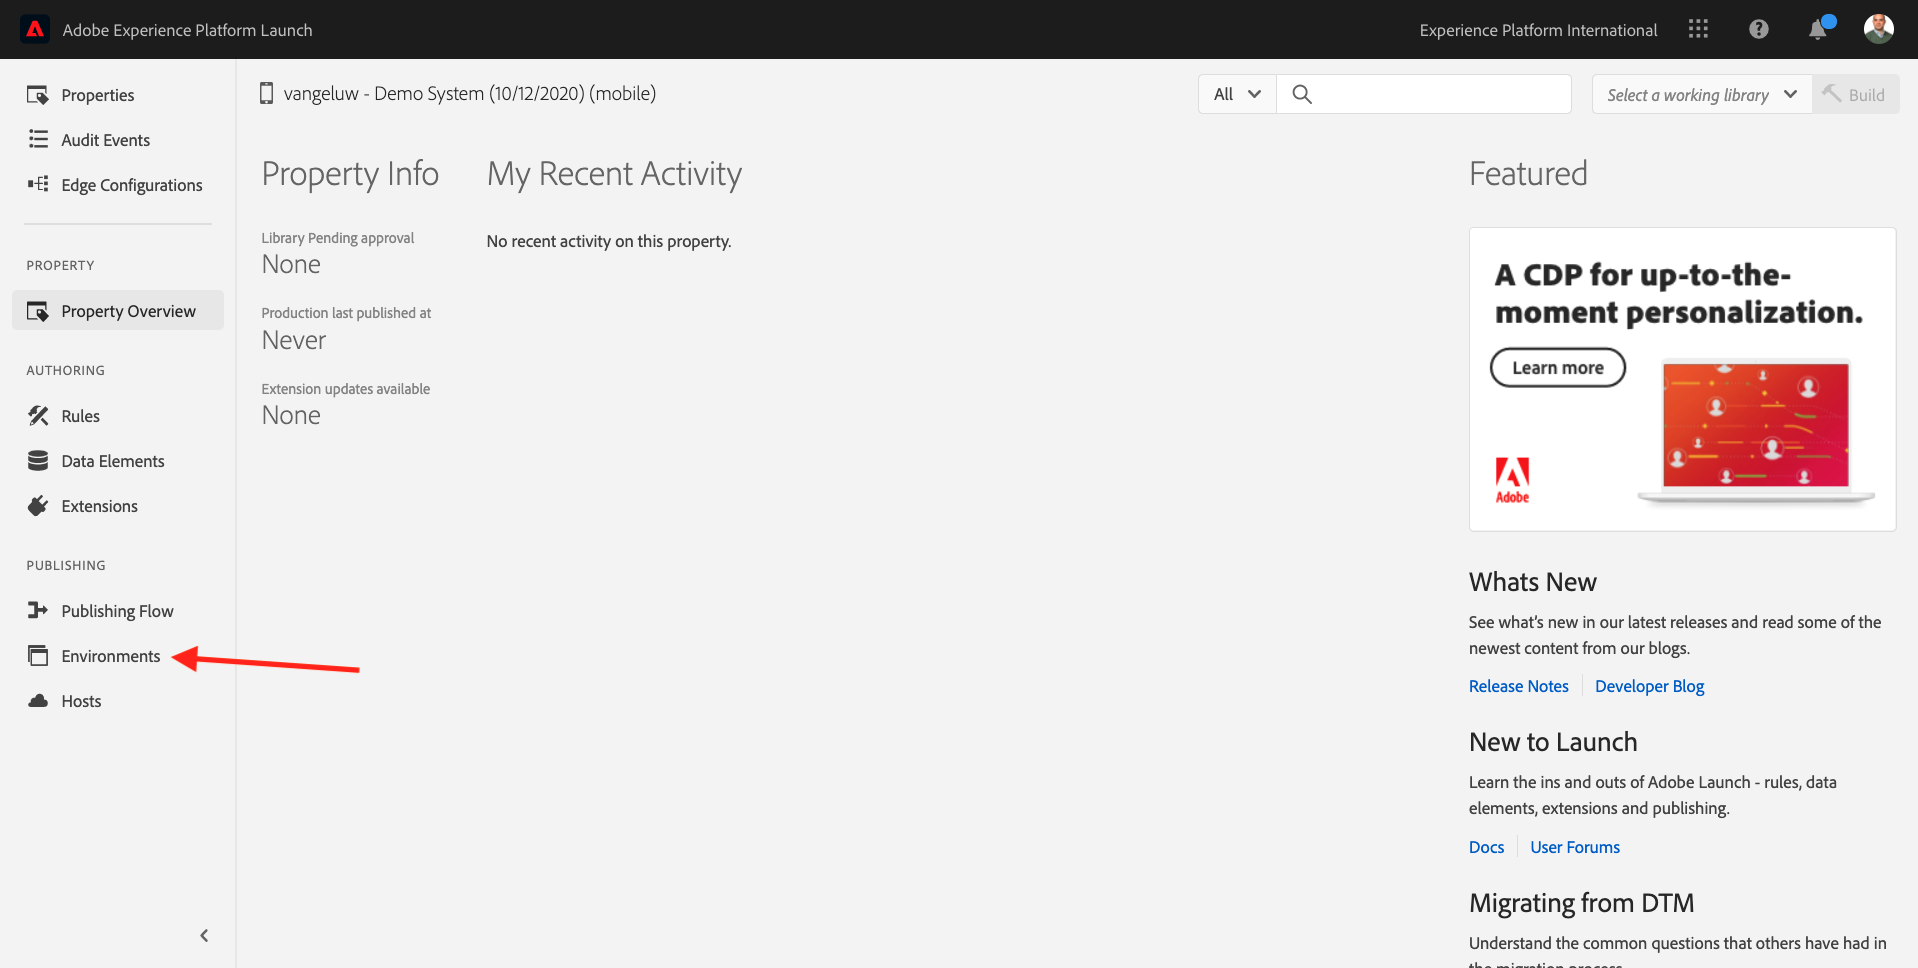 Adobe Experience Platform Launch
Experience Platform International
Properties
Audit Events
Edge Configurations
PROPERTY
Property Overview
AUTHORING
Rules
Data Elements
Extensions
PUBLISHING
Publishing Flow
Environments
Hosts
vangeluw - Demo System (10/12/2020) (mobile)
All
Select a working library
Build
Property Info
Library Pending approval
None
Production last published at
Never
Extension updates available
None
My Recent Activity
No recent activity on this property.
Featured
A CDP for up-to-the-
moment personalization.
Learn more
Adobe
Whats New
See what's new in our latest releases and read some of the
newest content from our blogs.
Release Notes
Developer Blog
New to Launch
Learn the ins and outs of Adobe Launch - rules, data
elements, extensions and publishing.
Docs
User Forums
Migrating from DTM
Understand the common questions that others have had in
the migration process